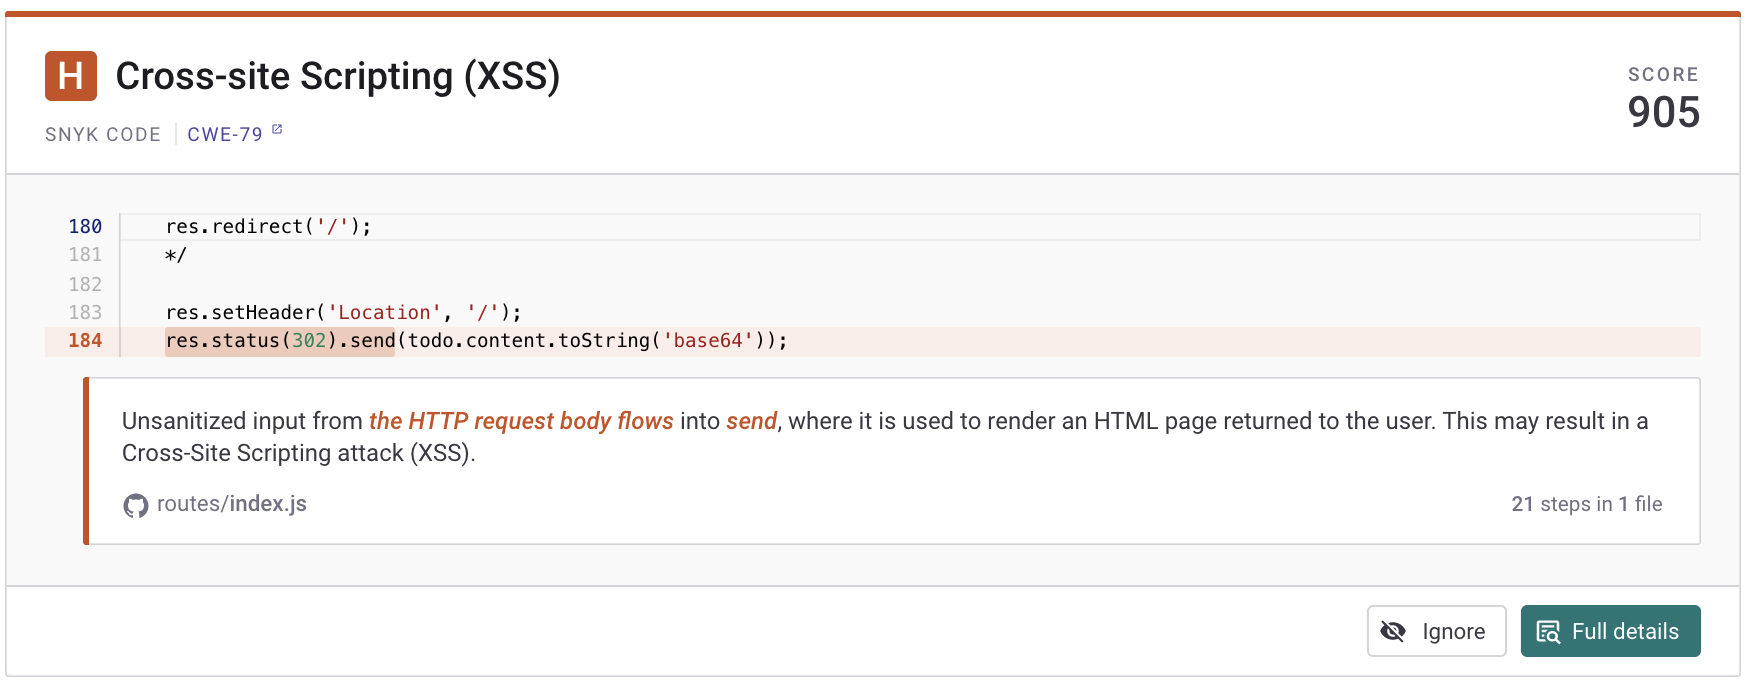 H Cross-site Scripting (XSS)
SCORE
905
SNYK CODE | CWE-79
180 res.redirect('/');
181 */
182
183 res.setHeader('Location', '/');
184 res.status(302).send(todo.content.toString('base64'));
Unsanitized input from the HTTP request body flows into send, where it is used to render an HTML page returned to the user. This may result in a
Cross-Site Scripting attack (XSS).
routes/index.js
21 steps in 1 file
Ignore
Full details